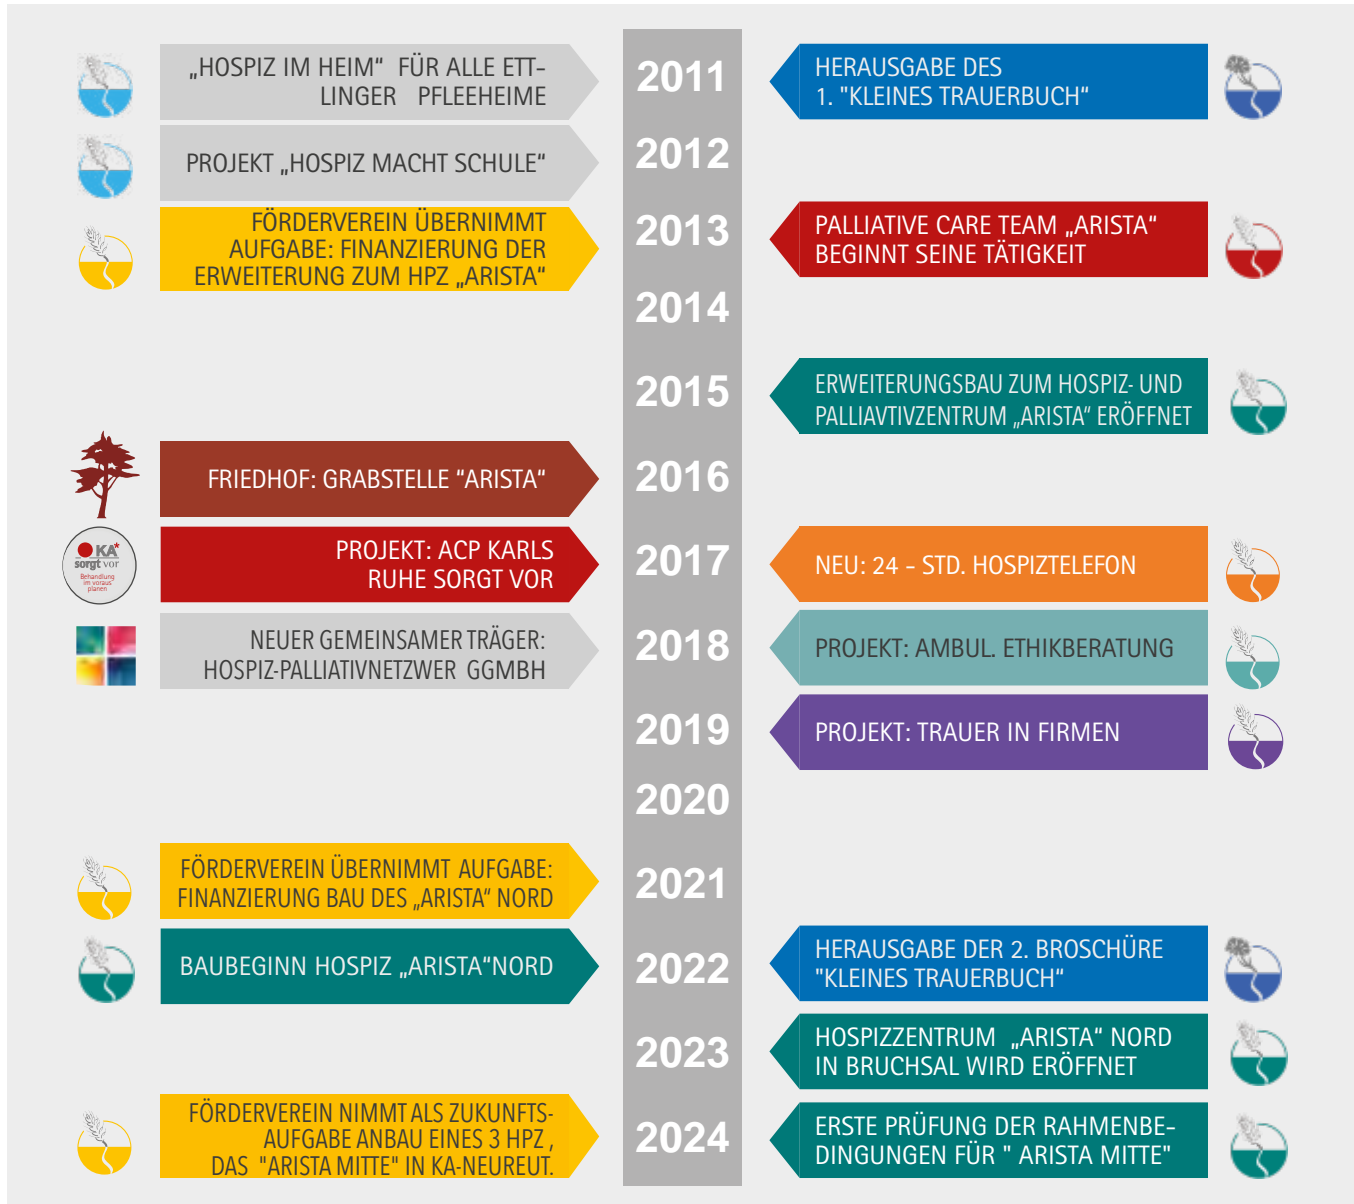 „HOSPIZ IM HEIM“ FÜR ALLE ETT-
LINGER PFLEEHEIME
2011
HERAUSGABE DES
1. "KLEINES TRAUERBUCH“
PROJEKT „HOSPIZ MACHT SCHULE“
2012
FÖRDERVEREIN ÜBERNIMMT
AUFGABE: FINANZIERUNG DER
ERWEITERUNG ZUM HPZ „ARISTA“
2013
PALLIATIVE CARE TEAM „ARISTA“
BEGINNT SEINE TÄTIGKEIT
2014
2015
ERWEITERUNGSBAU ZUM HOSPIZ- UND
PALLIAVTIVZENTRUM „ARISTA“ ERÖFFNET
FRIEDHOF: GRABSTELLE "ARISTA“
2016
KA*
sorgt vor
Behandlung
im voraus
planen
PROJEKT: ACP KARLS
RUHE SORGT VOR
2017
NEU: 24 - STD. HOSPIZTELEFON
NEUER GEMEINSAMER TRÄGER:
HOSPIZ-PALLIATIVNETZWER GGMBH
2018
PROJEKT: AMBUL. ETHIKBERATUNG
2019
PROJEKT: TRAUER IN FIRMEN
2020
FÖRDERVEREIN ÜBERNIMMT AUFGABE:
FINANZIERUNG BAU DES „ARISTA“ NORD
2021
BAUBEGINN HOSPIZ „ARISTA“NORD
2022
HERAUSGABE DER 2. BROSCHÜRE
"KLEINES TRAUERBUCH“
2023
HOSPIZZENTRUM „ARISTA“ NORD
IN BRUCHSAL WIRD ERÖFFNET
FÖRDERVEREIN NIMMT ALS ZUKUNFTS-
AUFGABE ANBAU EINES 3 HPZ ,
DAS "ARISTA MITTE" IN KA-NEUREUT.
2024
ERSTE PRÜFUNG DER RAHMENBE-
DINGUNGEN FÜR " ARISTA MITTE"